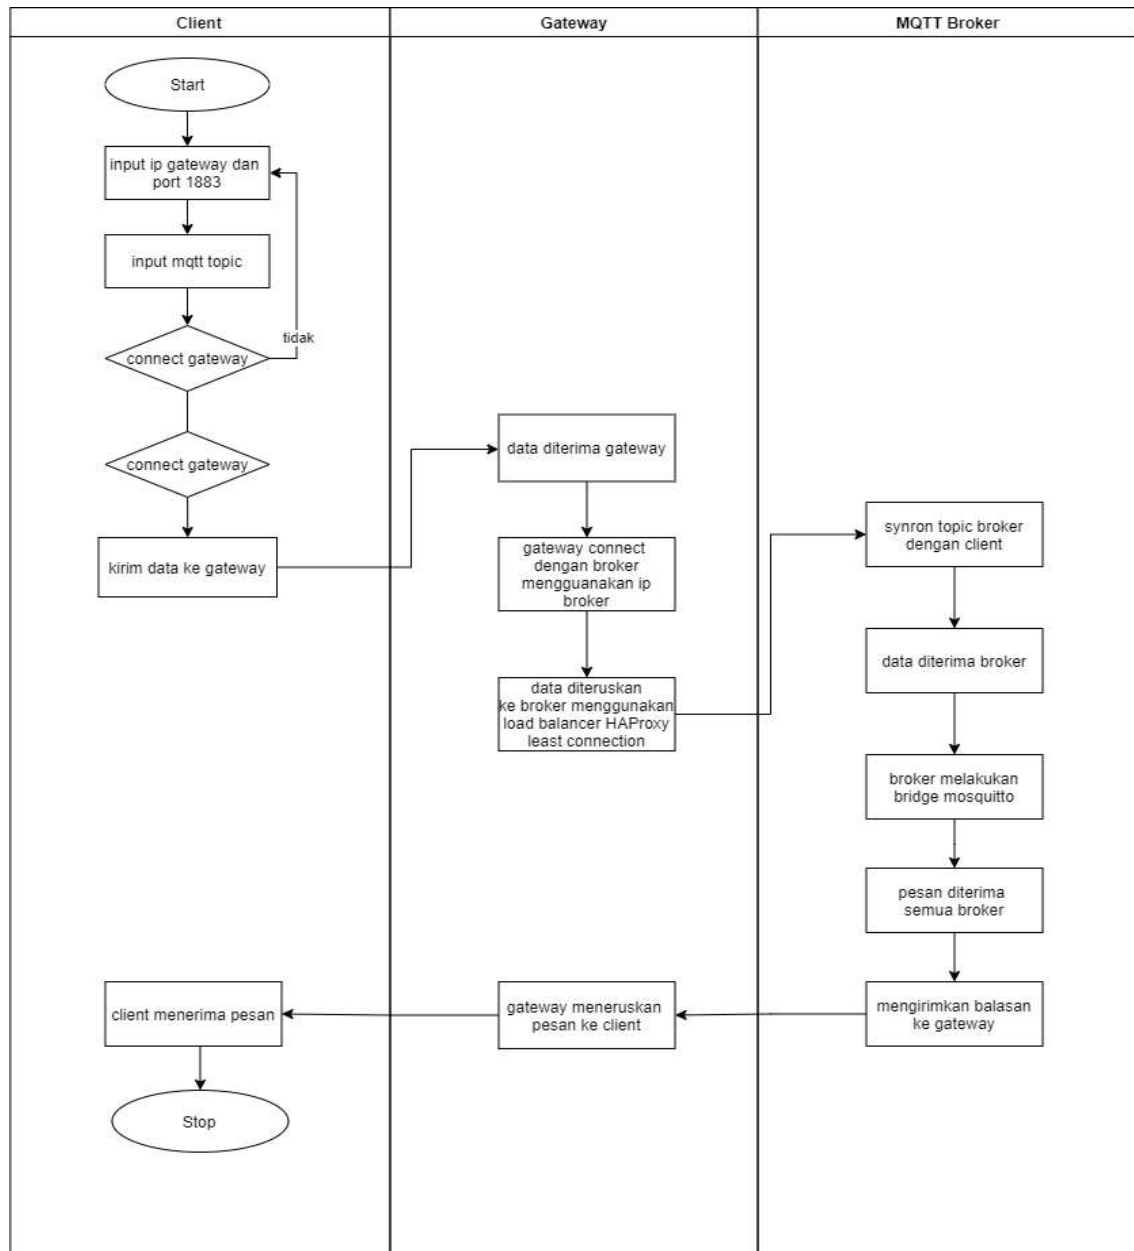 Client
Gateway
MQTT Broker
Start
input ip gateway dan
port 1883
input mqtt topic
connect gateway
tidak
connect gateway
kirim data ke gateway
data diterima gateway
gateway connect
dengan broker
mengguanakan ip
broker
data diteruskan
ke broker menggunakan
load balancer HAProxy
least connection
synron topic broker
dengan client
data diterima broker
broker melakukan
bridge mosquitto
pesan diterima
semua broker
mengirimkan balasan
ke gateway
gateway meneruskan
pesan ke client
client menerima pesan
Stop